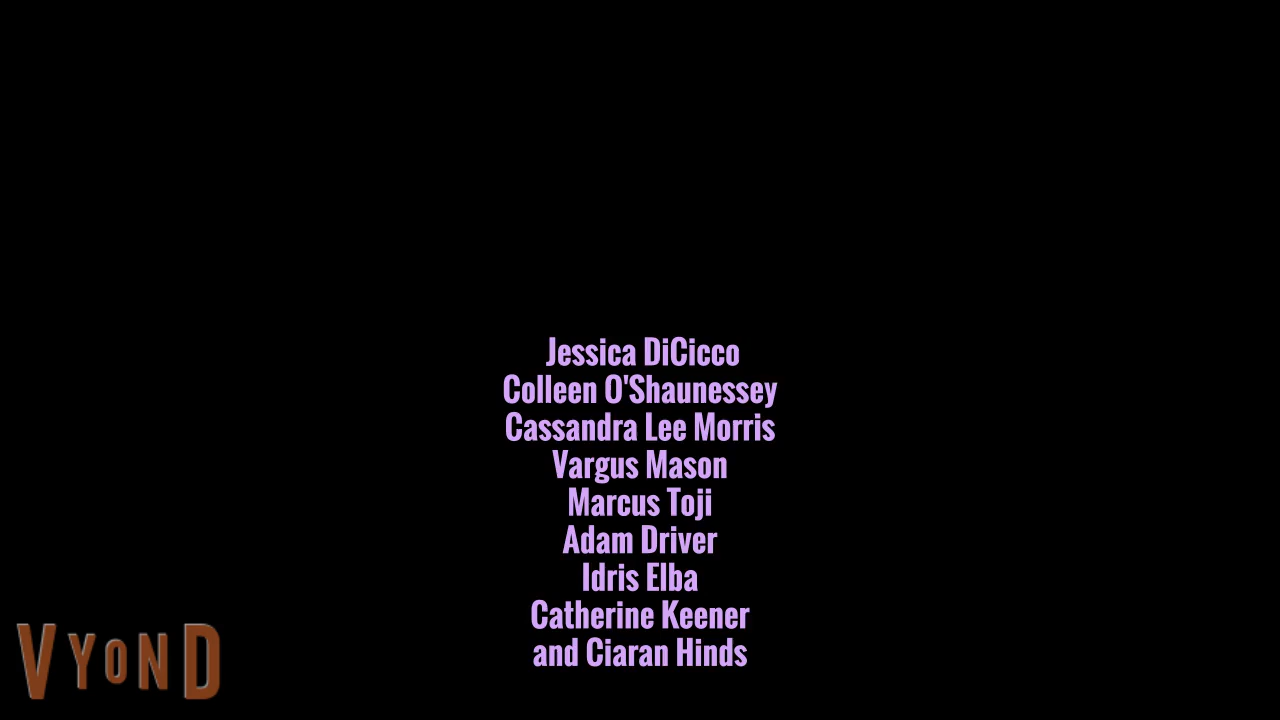 Jessica DiCicco
Colleen O'Shaunessey
Cassandra Lee Morris
Vargus Mason
Marcus Toji
Adam Driver
Idris Elba
Catherine Keener
and Ciaran Hinds
VYOND